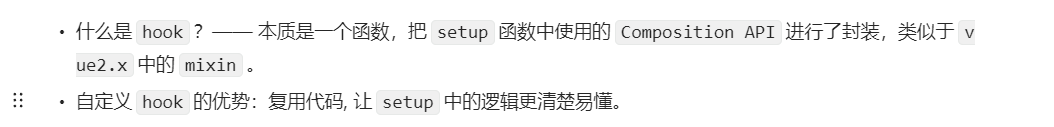 • 什么是 hook ？—— 本质是一个函数，把 setup 函数中使用的 Composition API 进行了封装，类似于 v
ue2.x 中的 mixin 。
• 自定义 hook 的优势：复用代码, 让 setup 中的逻辑更清楚易懂。